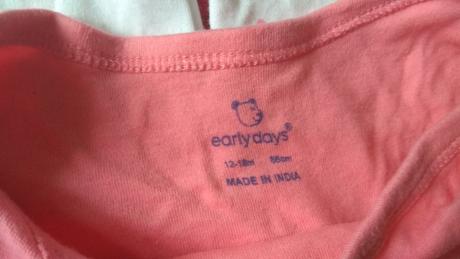 early days®
12-18m 86cm
MADE IN INDIA